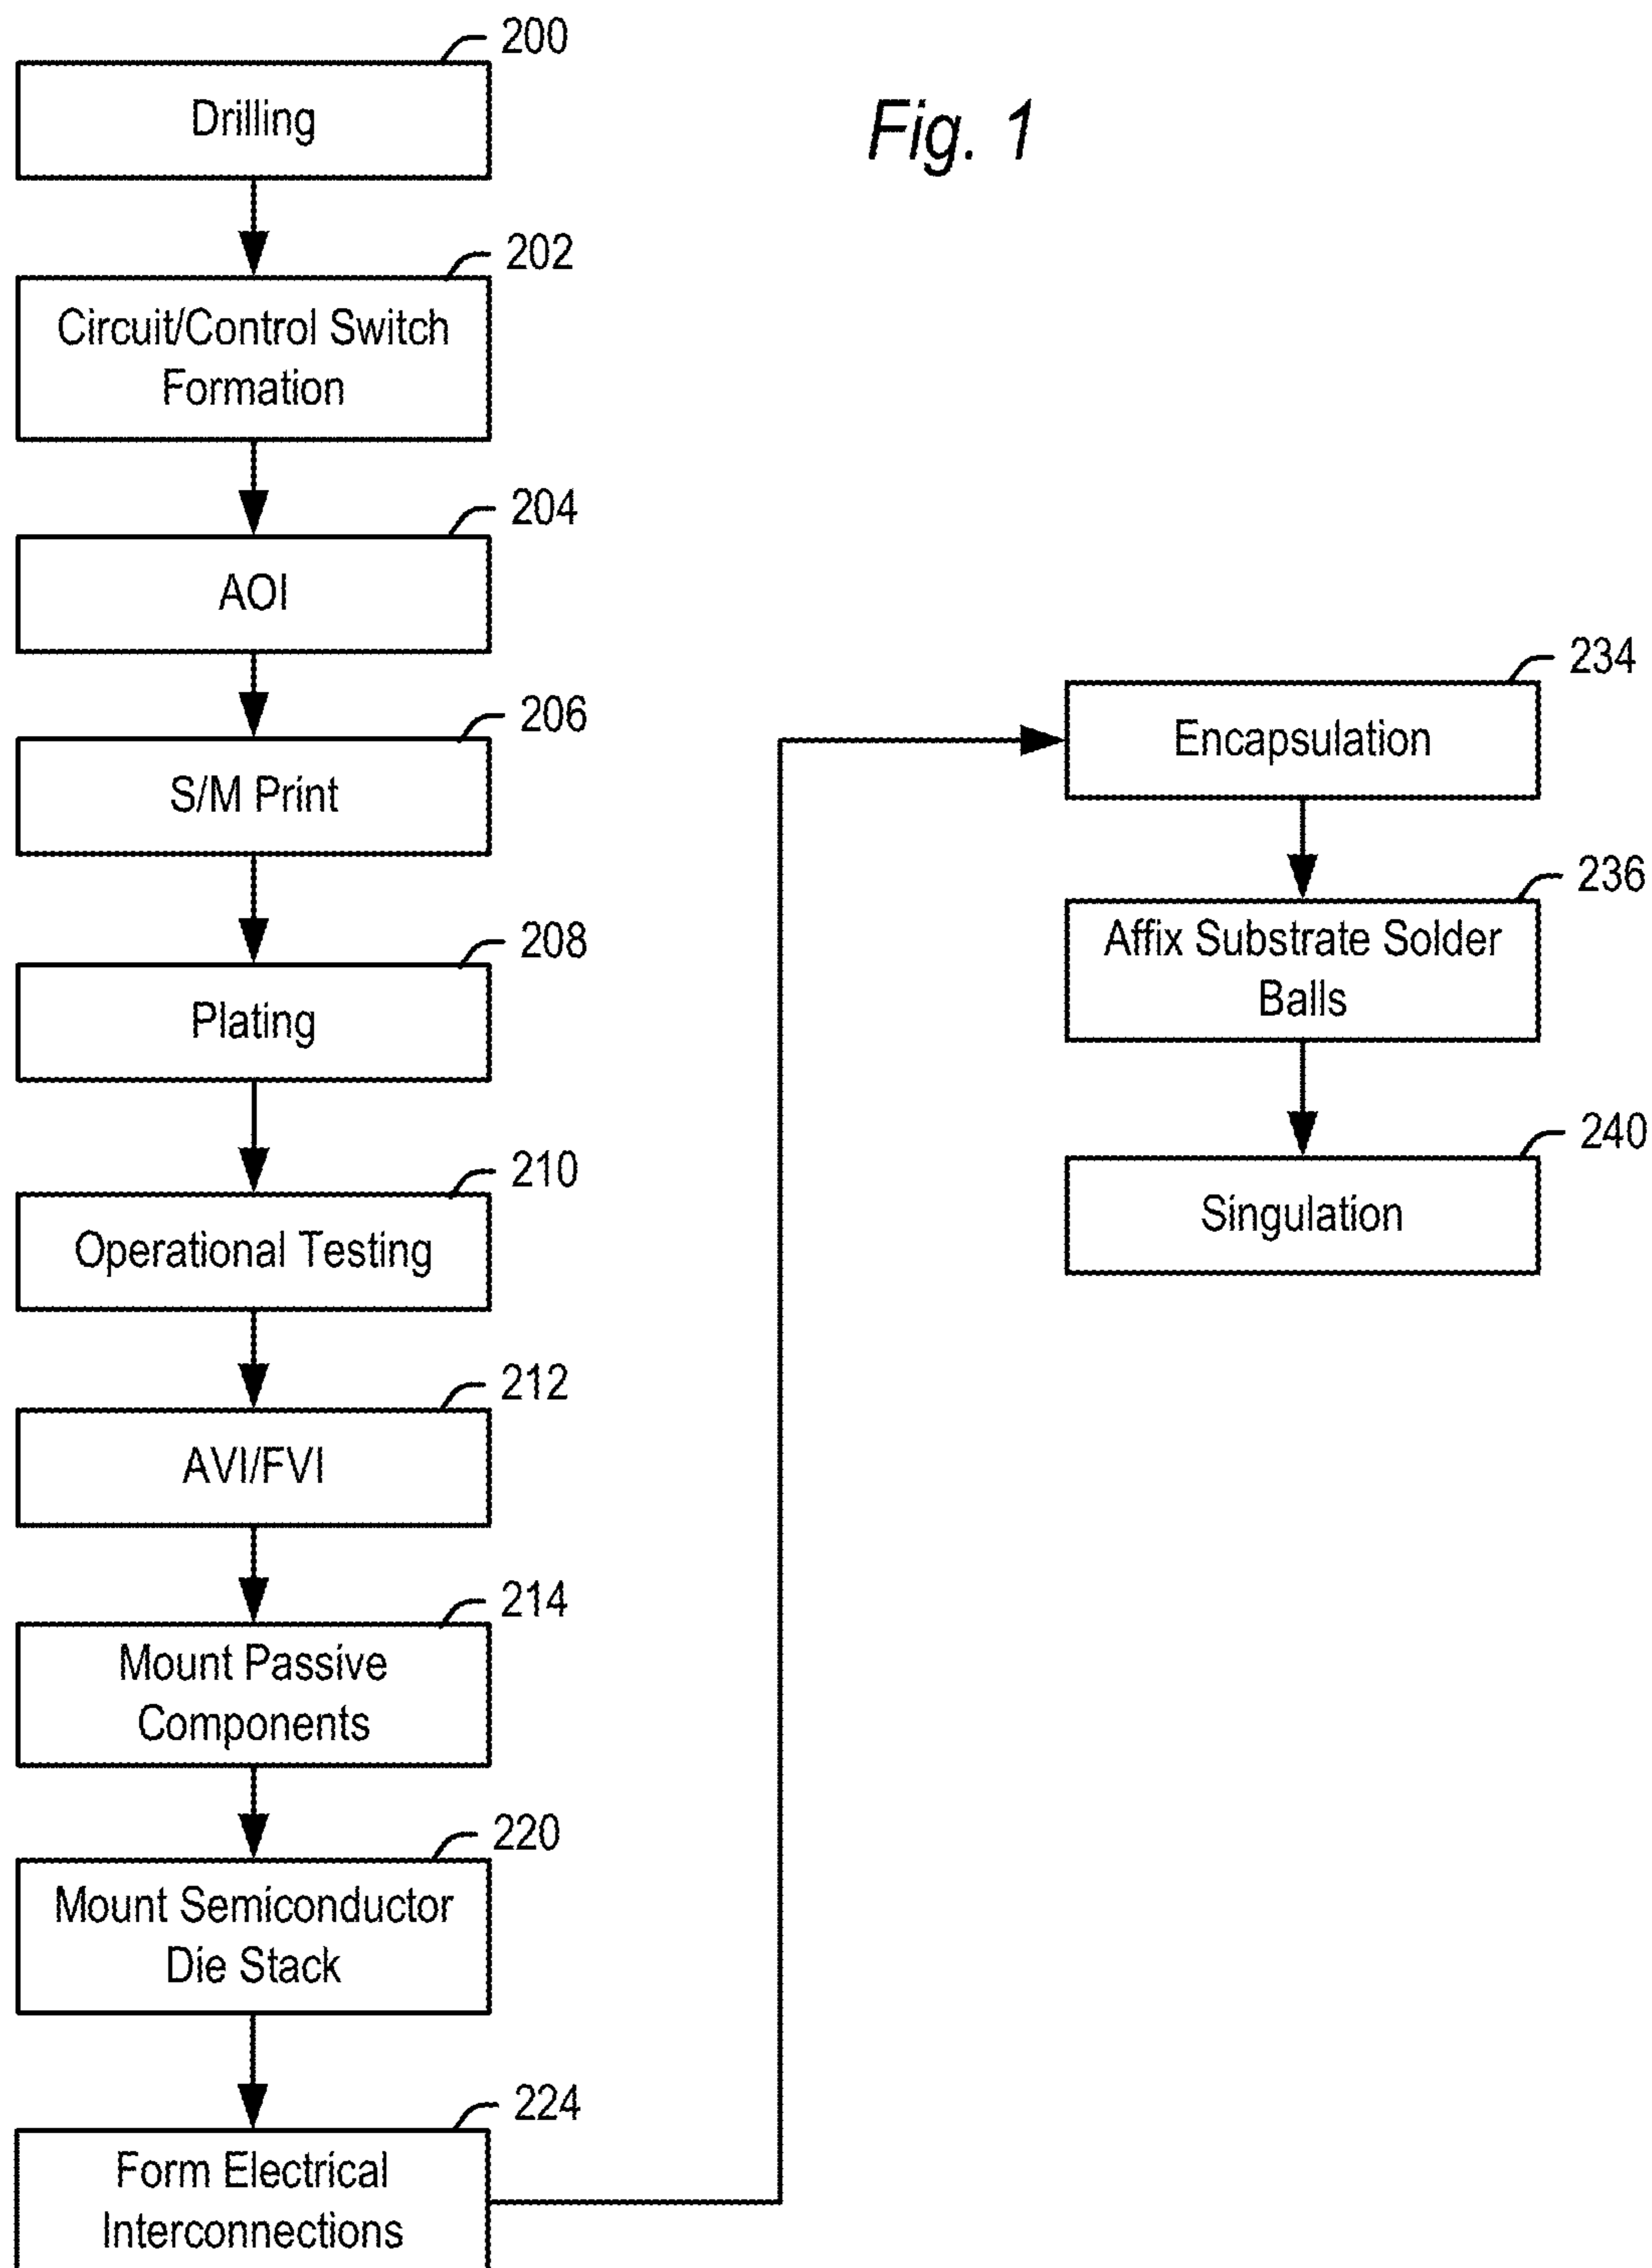 Fig. 1
200
Drilling
202
Circuit/Control Switch
Formation
204
AOI
206
S/M Print
208
Plating
210
Operational Testing
212
AVI/FVI
214
Mount Passive
Components
220
Mount Semiconductor
Die Stack
224
Form Electrical
Interconnections
234
Encapsulation
236
Affix Substrate Solder
Balls
240
Singulation